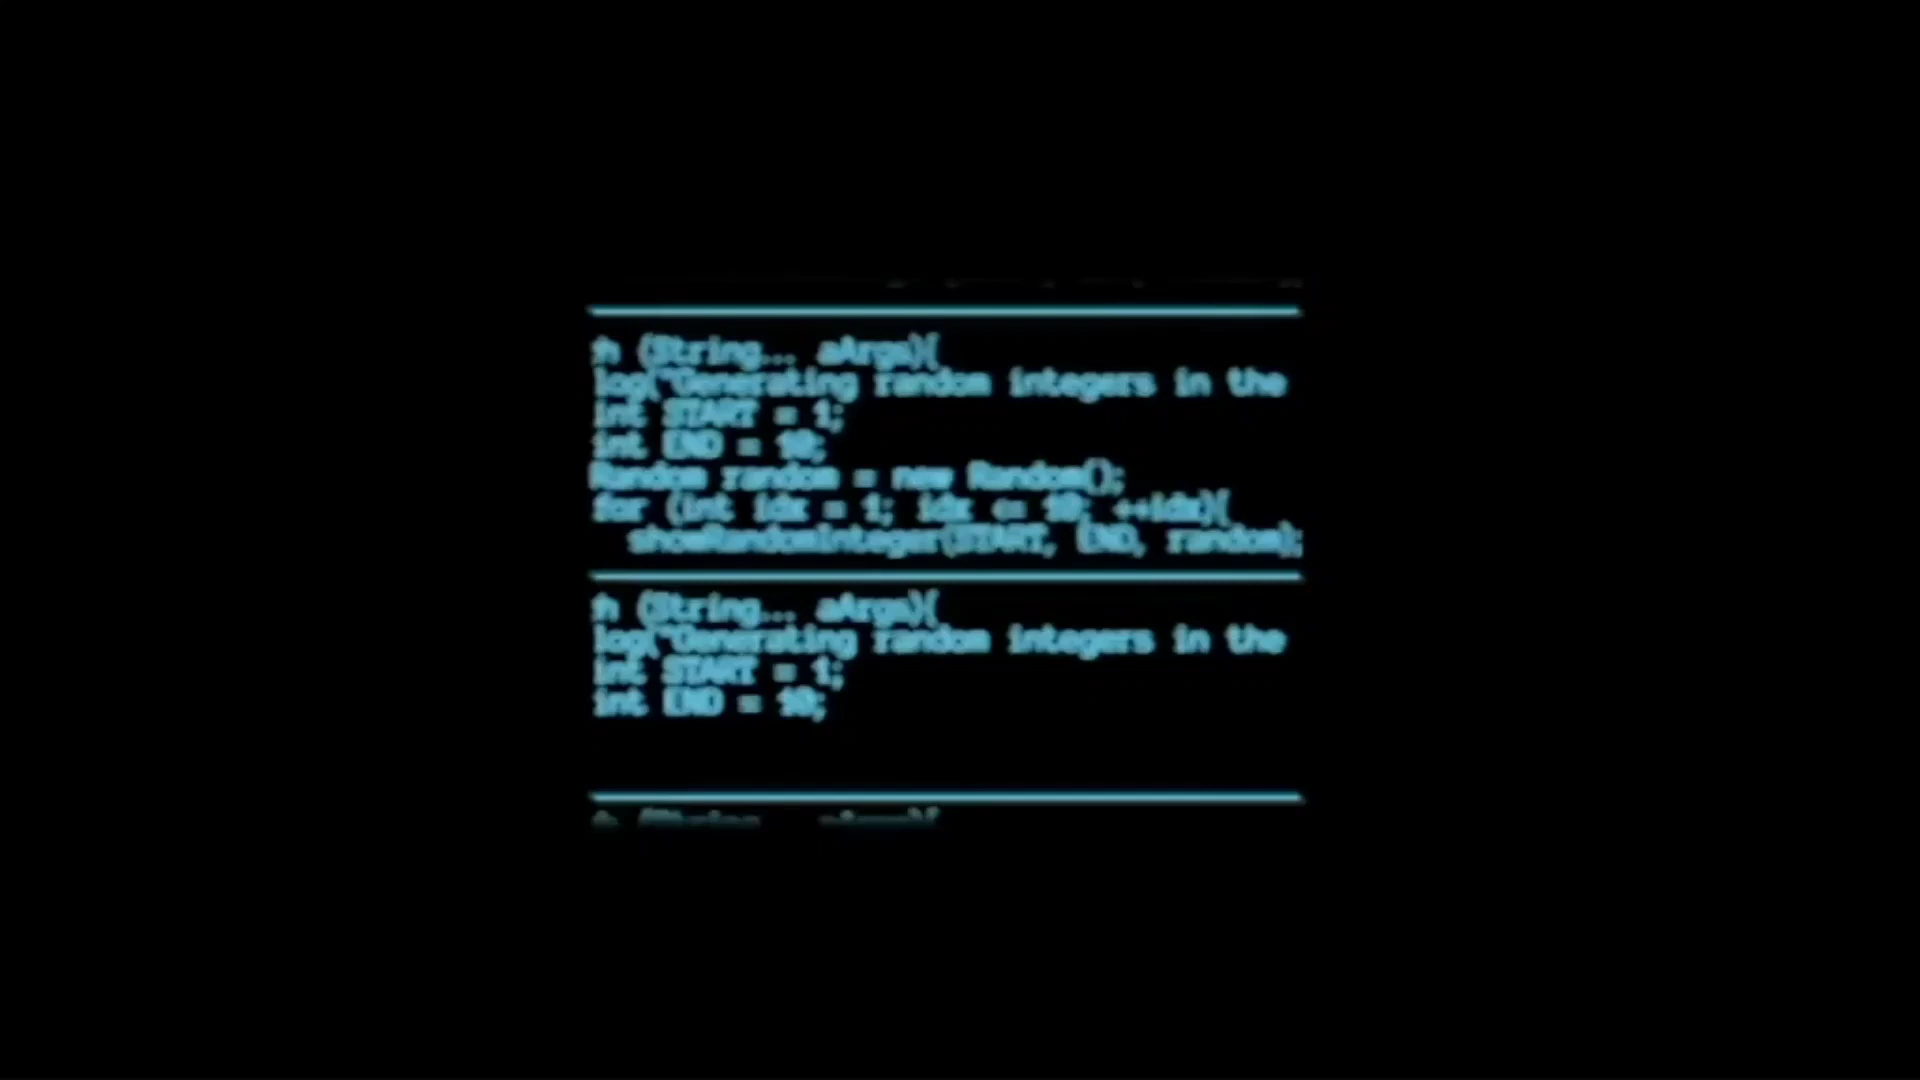 (String... aArgs){
log("Generating random integers in the
int START = 1;
int END = 10;
Random random = new Random();
for (int idx = 1; idx <= 10; ++idx){
showRandomInteger(START, END, random);
(String... aArgs){
log("Generating random integers in the
int START = 1;
int END = 10;